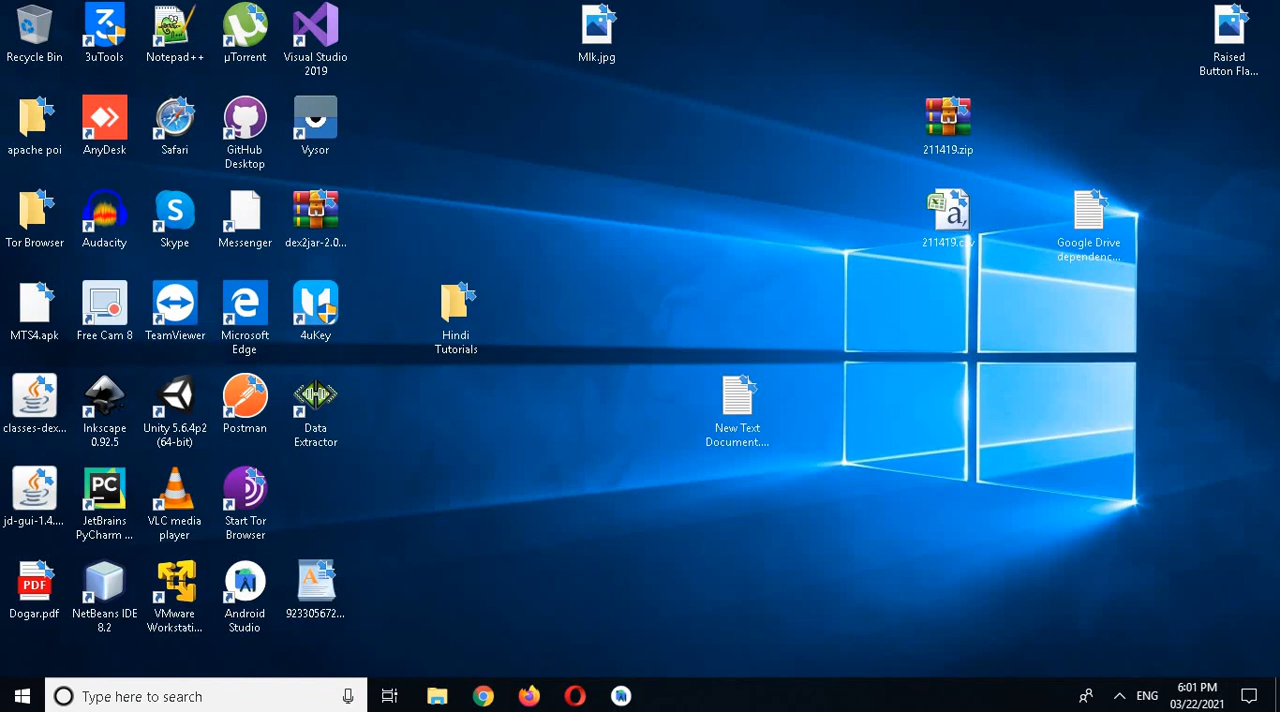 Recycle Bin
3uTools
Notepad++
µTorrent
Visual Studio
2019
Mlk.jpg
Raised
Button Fla...
apache poi
AnyDesk
Safari
GitHub
Desktop
Vysor
211419.zip
Tor Browser
Audacity
Skype
Messenger
dex2jar-2.0...
211419.csv
Google Drive
dependenc...
MTS4.apk
Free Cam 8
TeamViewer
Microsoft
Edge
4uKey
Hindi
Tutorials
classes-dex...
Inkscape
0.92.5
Unity 5.6.4p2
(64-bit)
Postman
Data
Extractor
New Text
Document....
jd-gui-1.4....
PC
JetBrains
PyCharm ...
VLC media
player
Start Tor
Browser
PDF
Dogar.pdf
NetBeans IDE
8.2
VMware
Workstati...
Android
Studio
923305672...
Type here to search
ENG
6:01 PM
03/22/2021